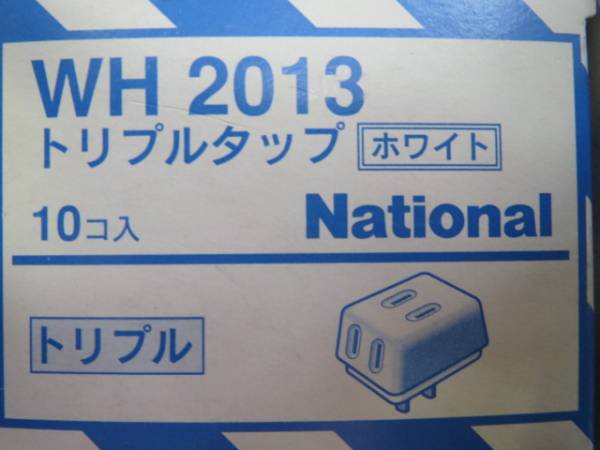 WH 2013
トリプルタップ ホワイト
10コ入 National
トリプル